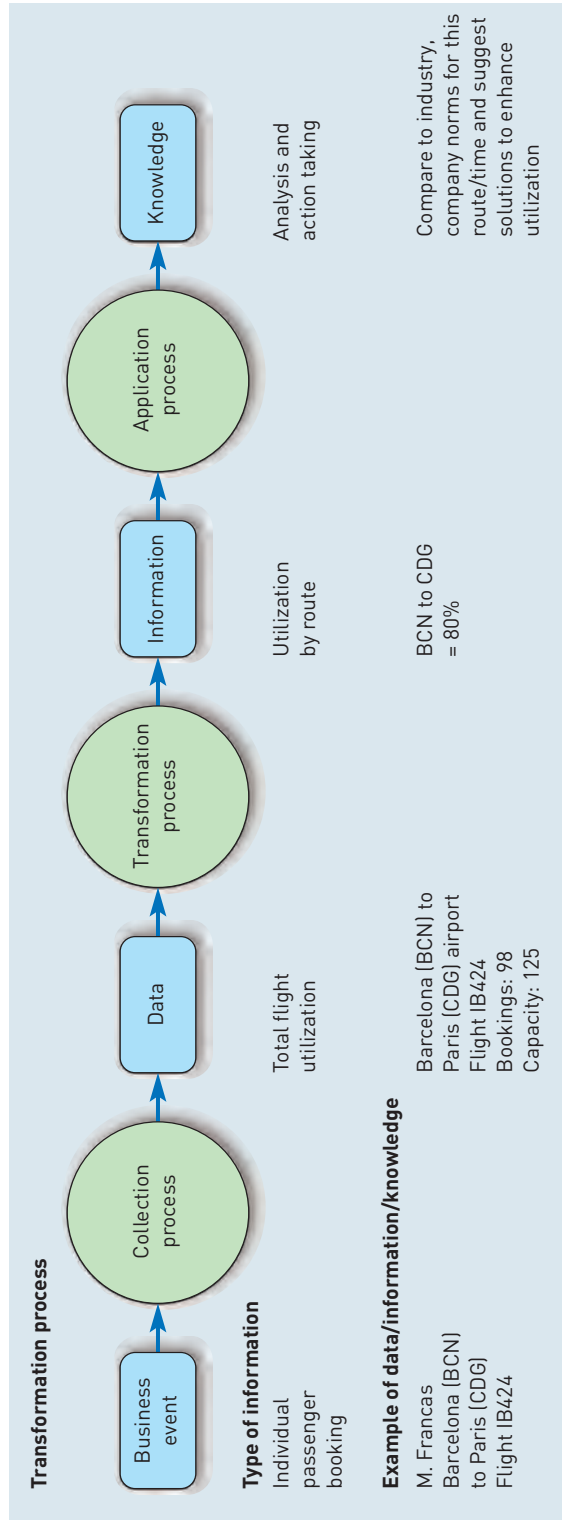 Transformation process
Business
event
Collection
process
Data
Transformation
process
Information
Application
process
Knowledge
Type of information
Individual
passenger
booking
Total flight
utilization
Utilization
by route
Analysis and
action taking
Example of data/information/knowledge
M. Francas
Barcelona (BCN)
to Paris (CDG)
Flight IB424
Barcelona (BCN) to
Paris (CDG) airport
Flight IB424
Bookings: 98
Capacity: 125
BCN to CDG
= 80%
Compare to industry,
company norms for this
route/time and suggest
solutions to enhance
utilization